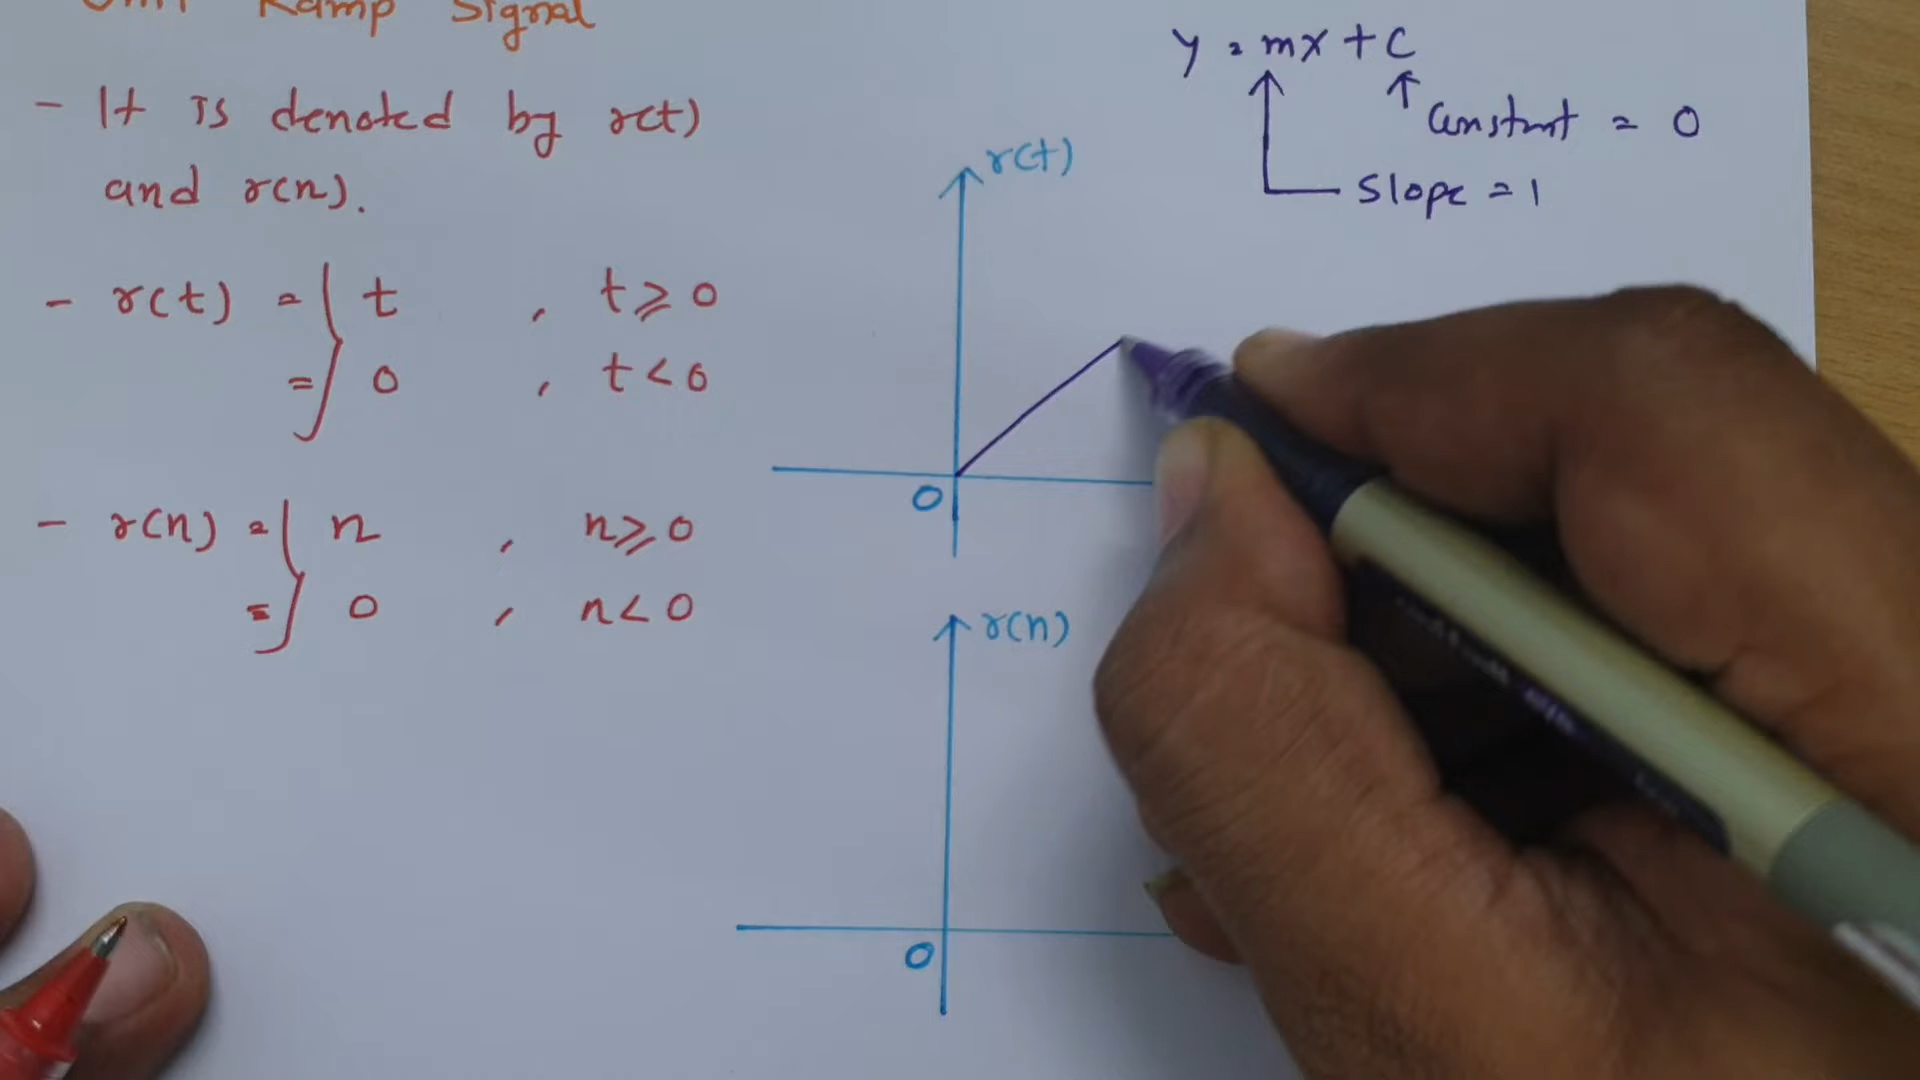 Unit Ramp Signal
- It is denoted by r(t)
and r(n).
- r(t) = { t , t ≥ 0
= 0 , t < 0
- r(n) = { n , n ≥ 0
= 0 , n < 0
y = mx + c
constant = 0
Slope = 1
r(t)
0
r(n)
0